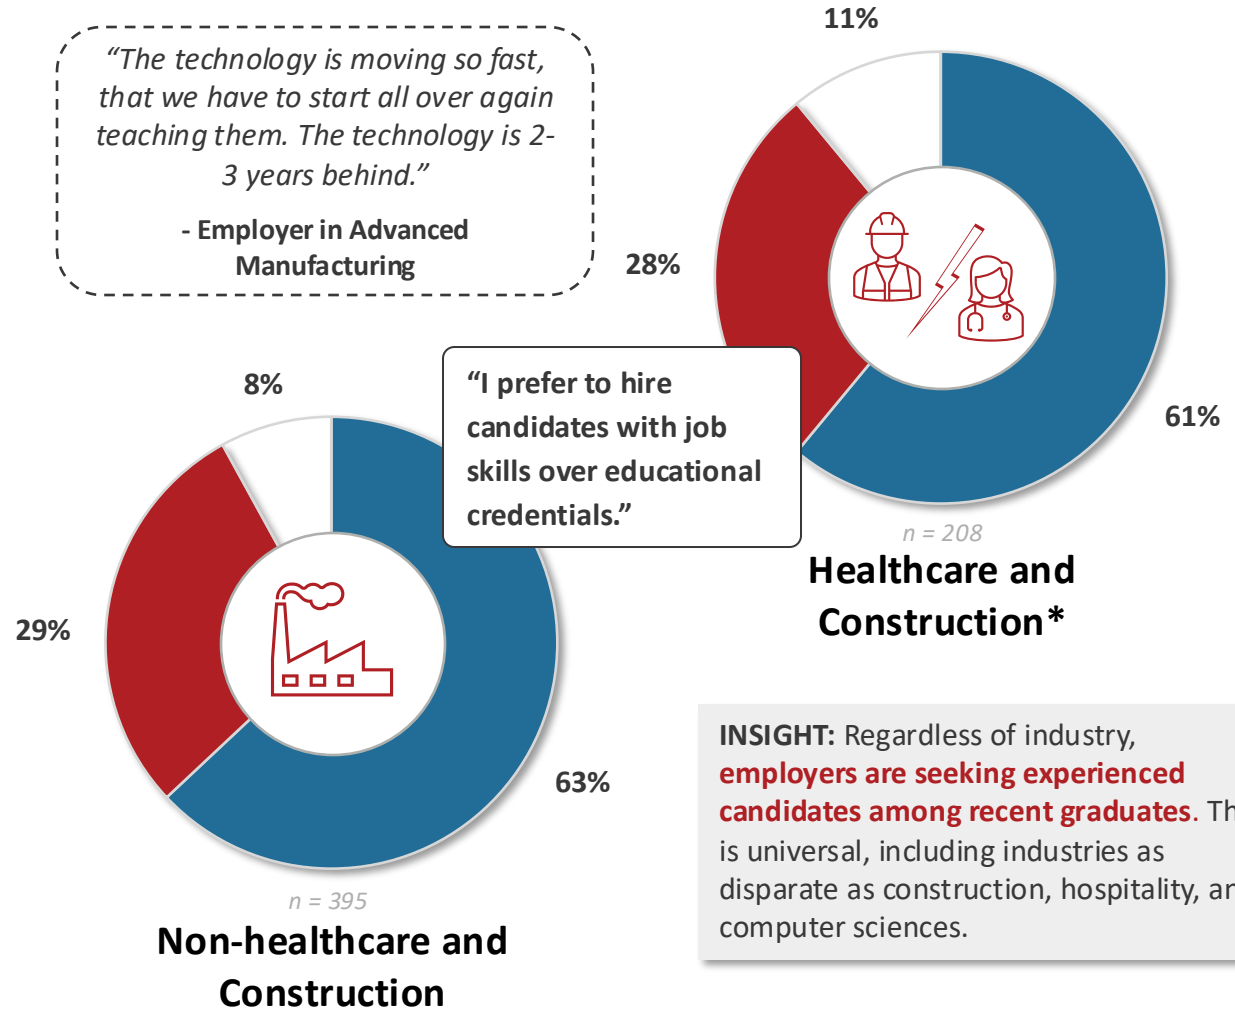 “The technology is moving so fast,
that we have to start all over again
teaching them. The technology is 2-
3 years behind.”
- Employer in Advanced
Manufacturing
11%
28%
61%
n = 208
Healthcare and
Construction*
“I prefer to hire
candidates with job
skills over educational
credentials.”
8%
29%
63%
n = 395
Non-healthcare and
Construction
INSIGHT: Regardless of industry,
employers are seeking experienced
candidates among recent graduates.
is universal, including industries as
disparate as construction, hospitality,
computer sciences.